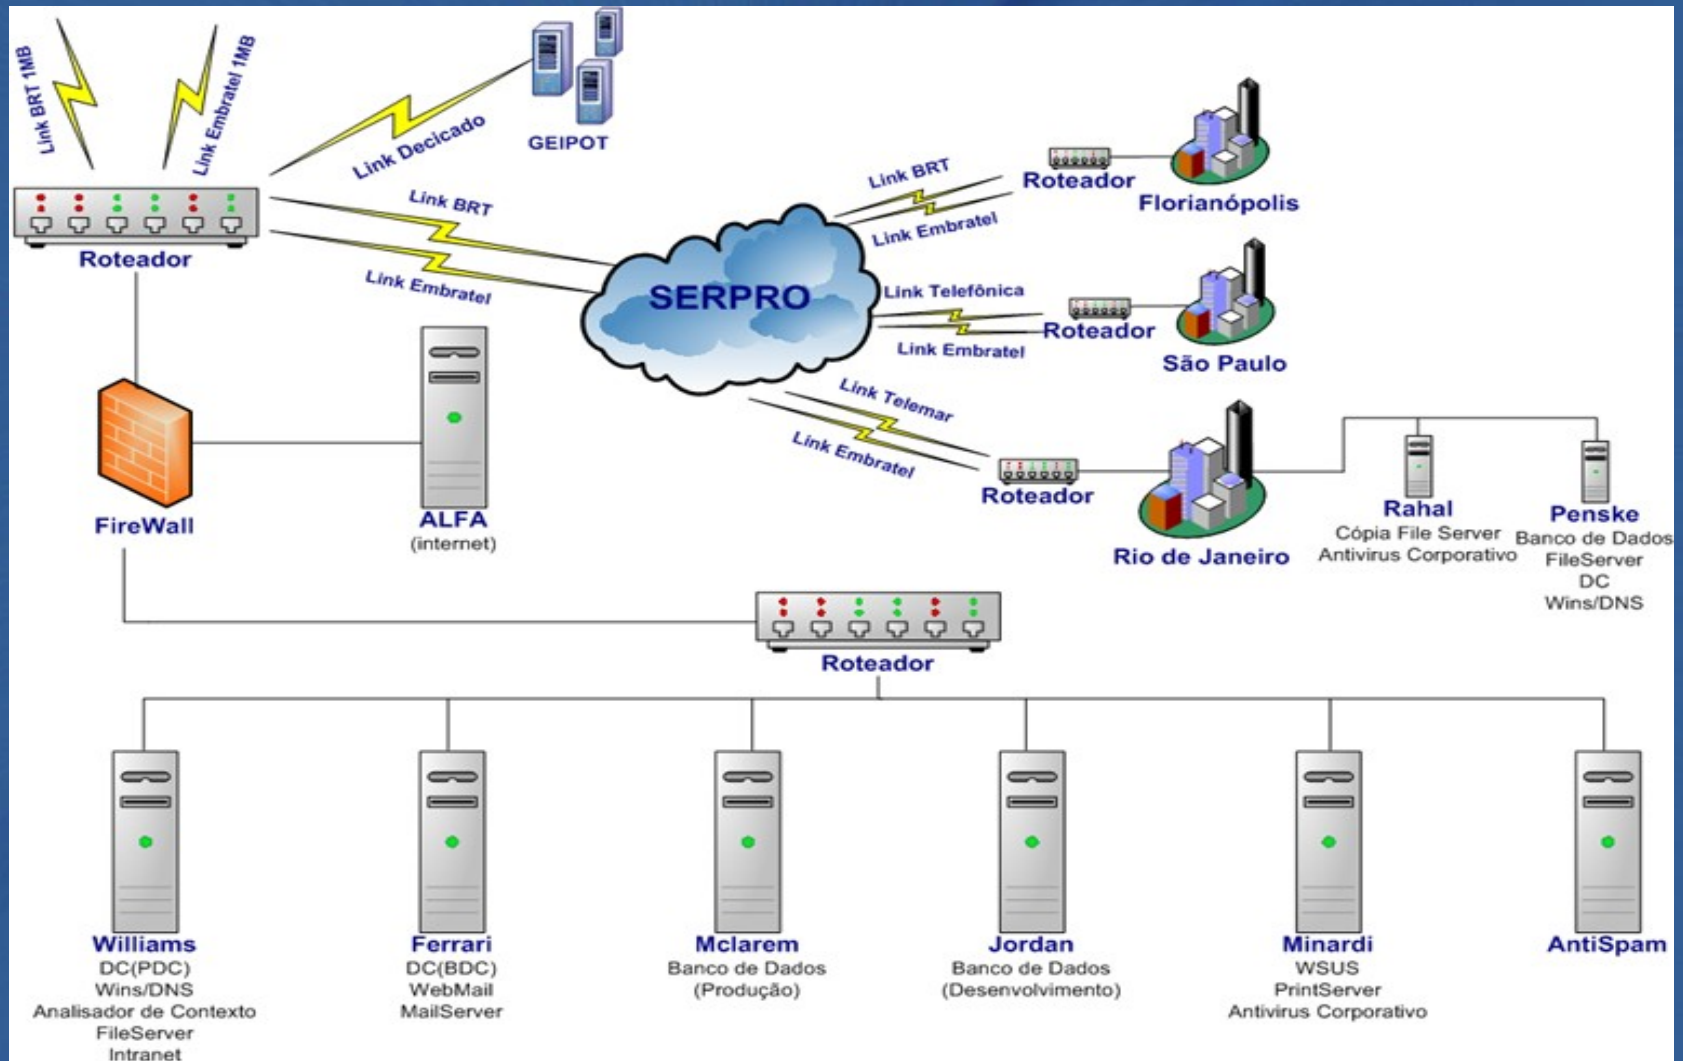 Link BRT 1MB
Link Embratel 1MB
Link Decicado
GEIPOT
Roteador
Link BRT
Link Embratel
SERPRO
Link BRT
Link Embratel
Roteador
Florianópolis
Link Telefônica
Link Embratel
Roteador
São Paulo
Link Telemar
Link Embratel
Roteador
Rio de Janeiro
Rahal
Cópia File Server
Antivirus Corporativo
Penske
Banco de Dados
FileServer
DC
Wins/DNS
FireWall
ALFA
(internet)
Roteador
Williams
DC(PDC)
Wins/DNS
Analisador de Contexto
FileServer
Intranet
Ferrari
DC(BDC)
WebMail
MailServer
Mclarem
Banco de Dados
(Produção)
Jordan
Banco de Dados
(Desenvolvimento)
Minardi
WSUS
PrintServer
Antivirus Corporativo
AntiSpam